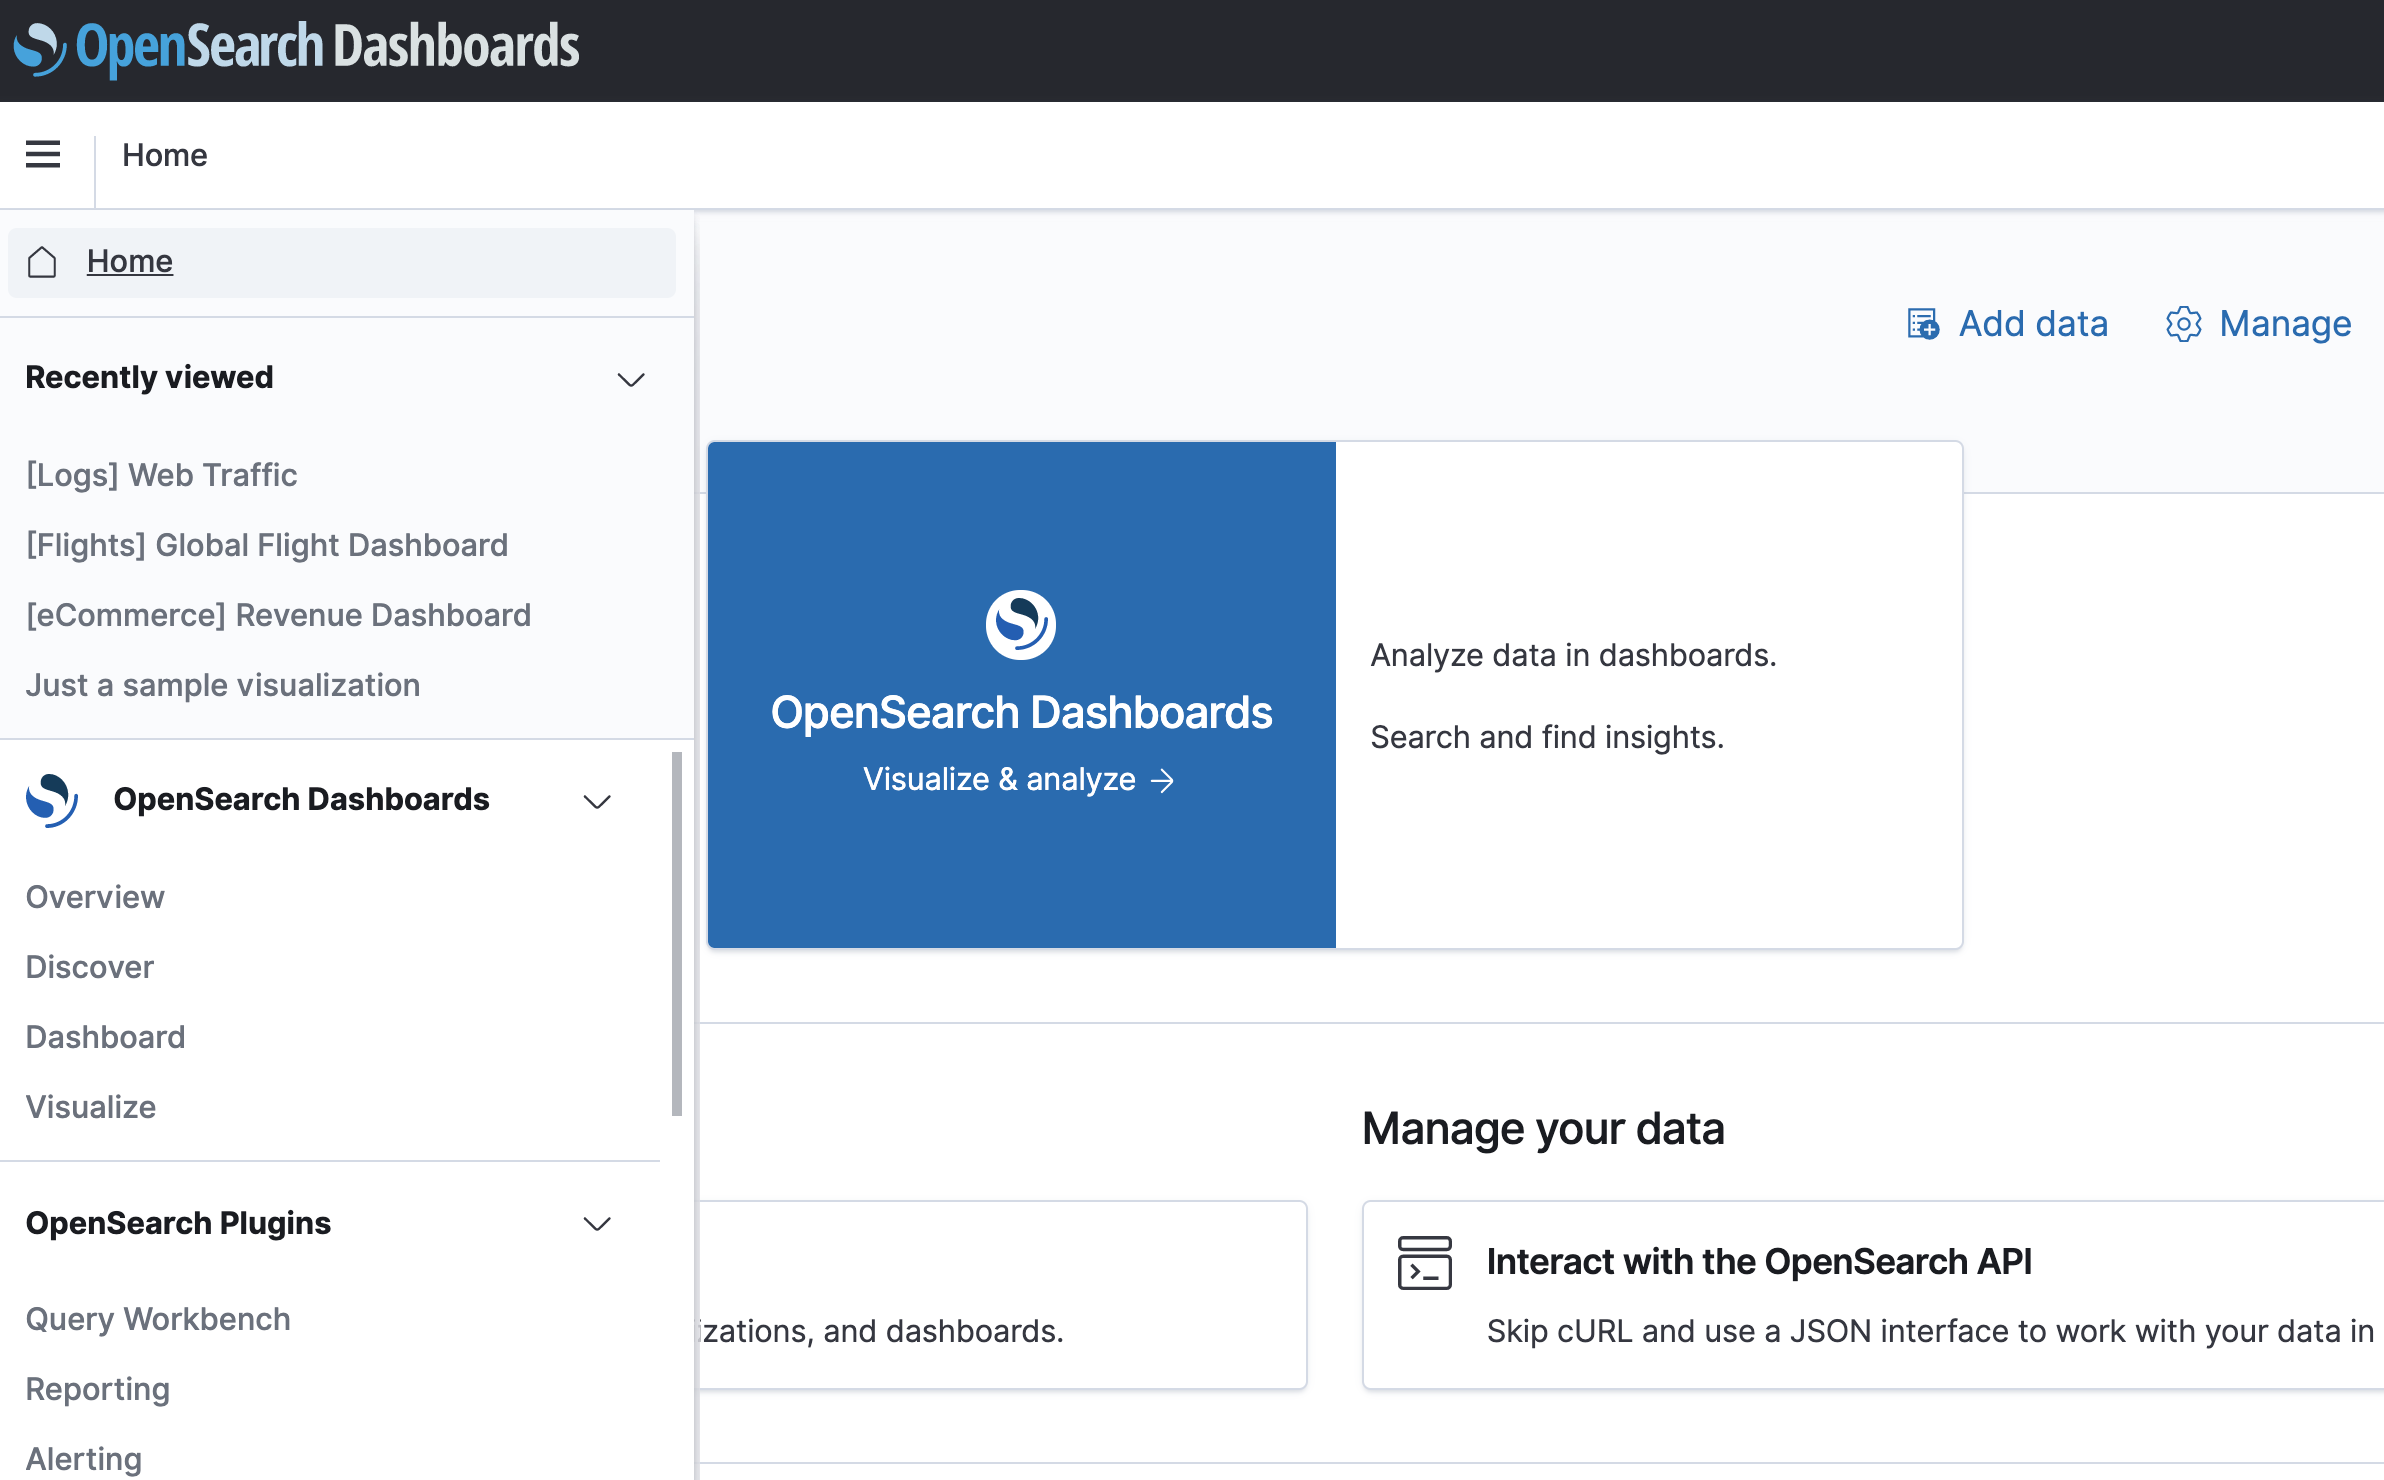 OpenSearch Dashboards
Home
Home
Recently viewed
[Logs] Web Traffic
[Flights] Global Flight Dashboard
[eCommerce] Revenue Dashboard
Just a sample visualization
OpenSearch Dashboards
Overview
Discover
Dashboard
Visualize
OpenSearch Plugins
Query Workbench
Reporting
Alerting
Add data
Manage
OpenSearch Dashboards
Visualize & analyze →
Analyze data in dashboards.
Search and find insights.
izations, and dashboards.
Manage your data
Interact with the OpenSearch API
Skip cURL and use a JSON interface to work with your data in